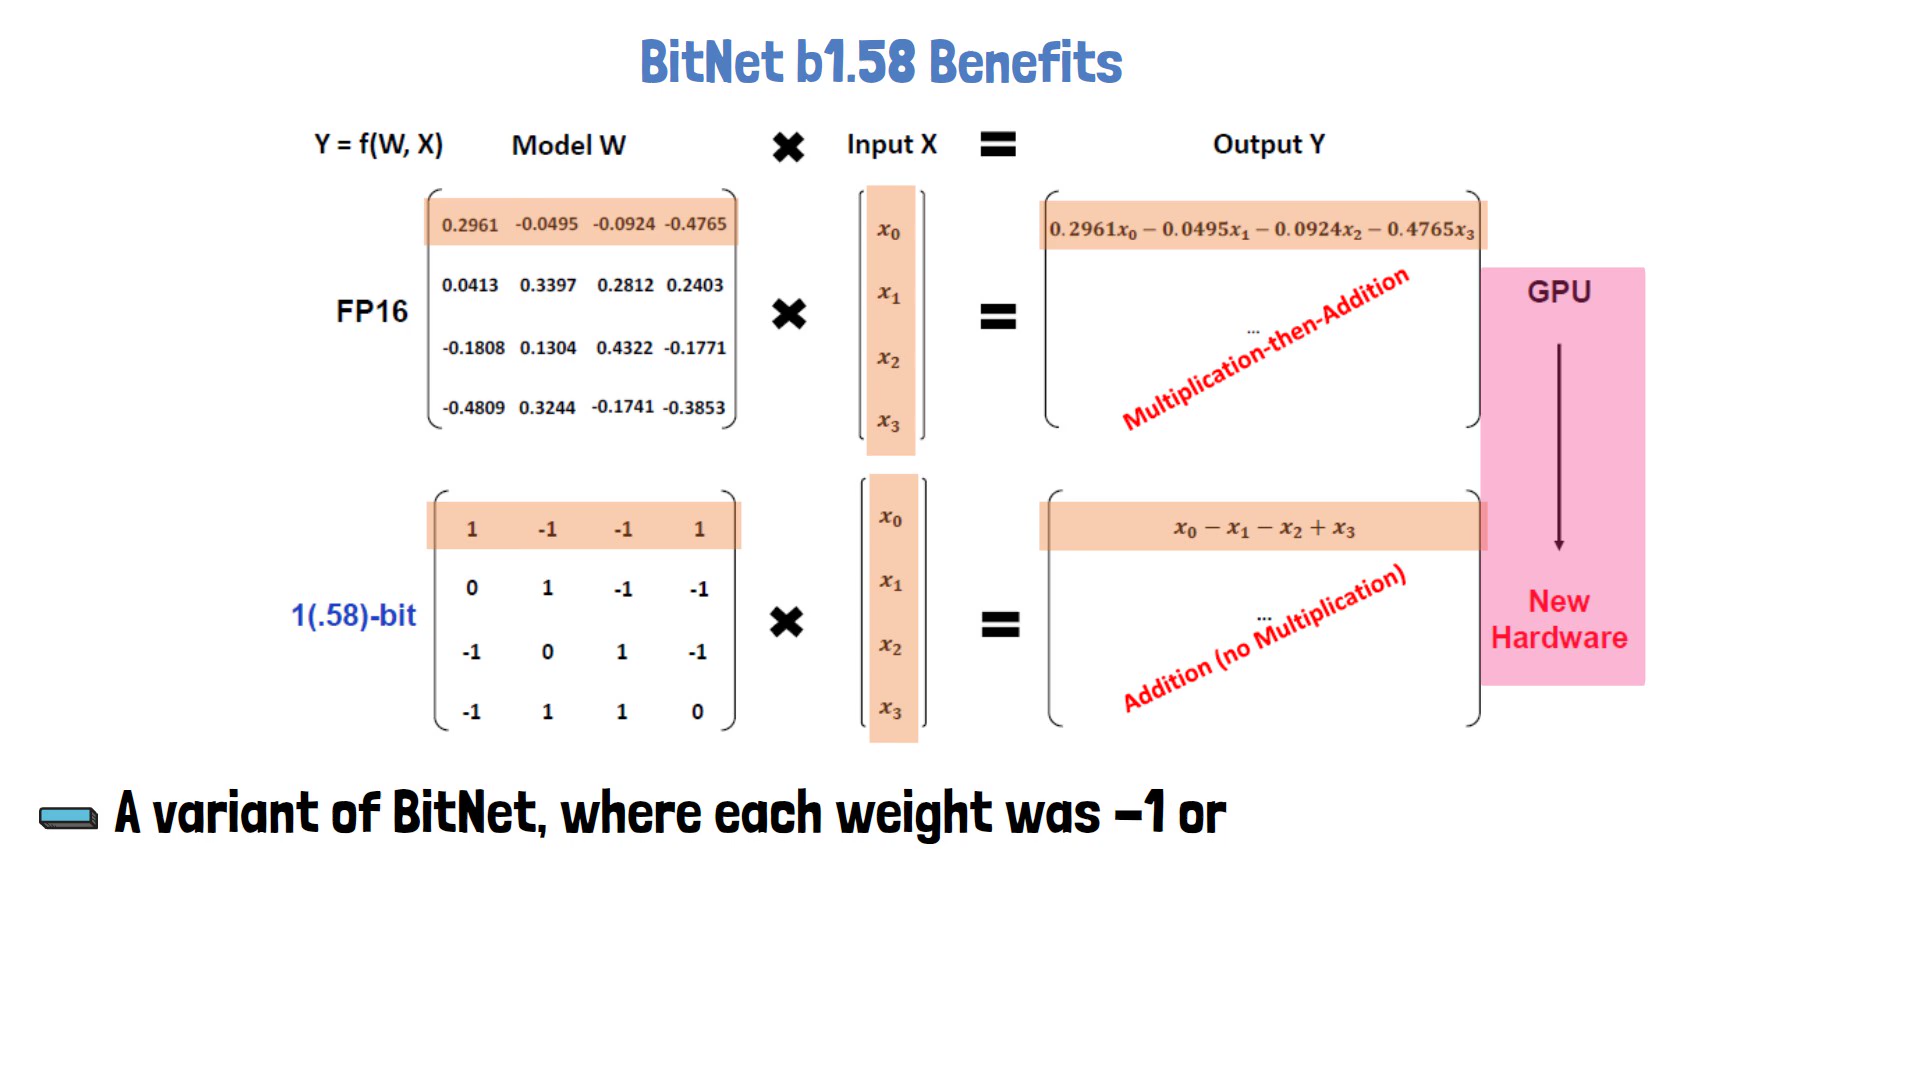 BitNet b1.58 Benefits
Y = f(W, X) Model W ✖ Input X = Output Y
0.2961 -0.0495 -0.0924 -0.4765
0.0413 0.3397 0.2812 0.2403
-0.1808 0.1304 0.4322 -0.1771
-0.4809 0.3244 -0.1741 -0.3853
FP16
✖
x₀
x₁
x₂
x₃
=
0.2961x₀ − 0.0495x₁ − 0.0924x₂ − 0.4765x₃
...
Multiplication-then-Addition
GPU
New
Hardware
1(.58)-bit
1 -1 -1 1
0 1 -1 -1
-1 0 1 -1
-1 1 1 0
✖
x₀
x₁
x₂
x₃
=
x₀ − x₁ − x₂ + x₃
...
Addition (no Multiplication)
A variant of BitNet, where each weight was -1 or